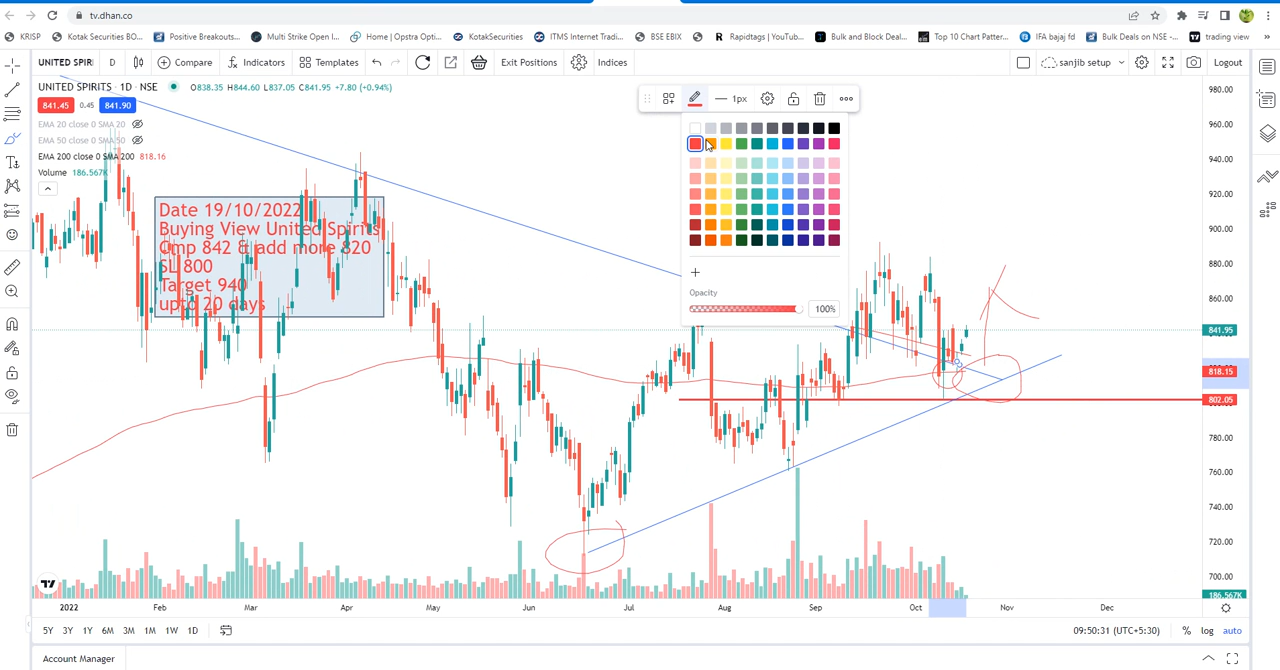 tv.dhan.co
KRISP
Kotak Securities BO...
Positive Breakouts...
Multi Strike Open I...
Home | Opstra Opti...
KotakSecurities
ITMS Internet Tradi...
BSE EBIX
Rapidtags | YouTub...
Bulk and Block Deal...
Top 10 Chart Patter...
IFA bajaj fd
Bulk Deals on NSE -...
trading view
»
UNITED SPIRI
D
Compare
Indicators
Templates
Exit Positions
Indices
sanjib setup
Logout
UNITED SPIRITS · 1D · NSE
O838.35 H844.60 L837.05 C841.95 +7.80 (+0.94%)
841.45 0.45 841.90
EMA 20 close 0 SMA 20
EMA 50 close 0 SMA 50
EMA 200 close 0 SMA 200 818.16
Volume 186.567K
1px
Opacity
100%
Date 19/10/2022
Buying View United Spirits
Cmp 842 & add more 820
SL 800
Target 940
upto 20 days
980.00
960.00
940.00
920.00
900.00
880.00
860.00
841.95
818.15
802.05
780.00
760.00
740.00
720.00
700.00
186.567K
2022 Feb Mar Apr May Jun Jul Aug Sep Oct Nov Dec
5Y 3Y 1Y 6M 3M 1M 1W 1D
09:50:31 (UTC+5:30)
% log auto
Account Manager